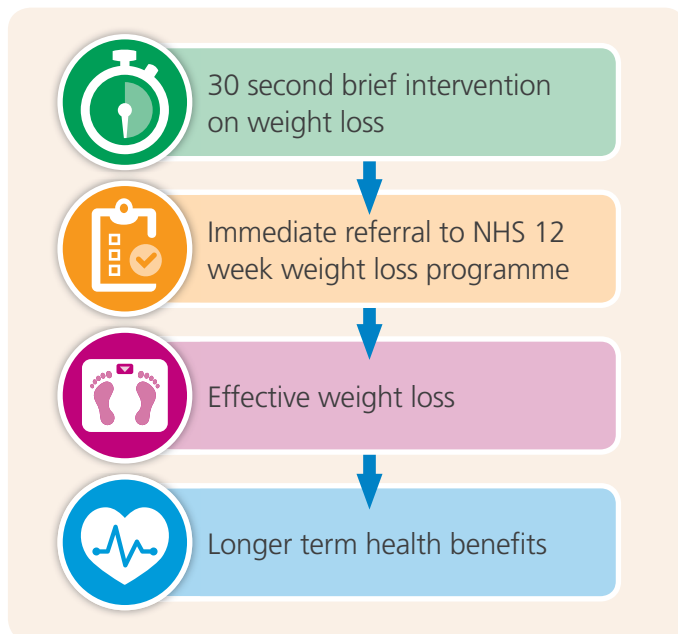 30 second brief intervention
on weight loss
Immediate referral to NHS 12
week weight loss programme
Effective weight loss
Longer term health benefits